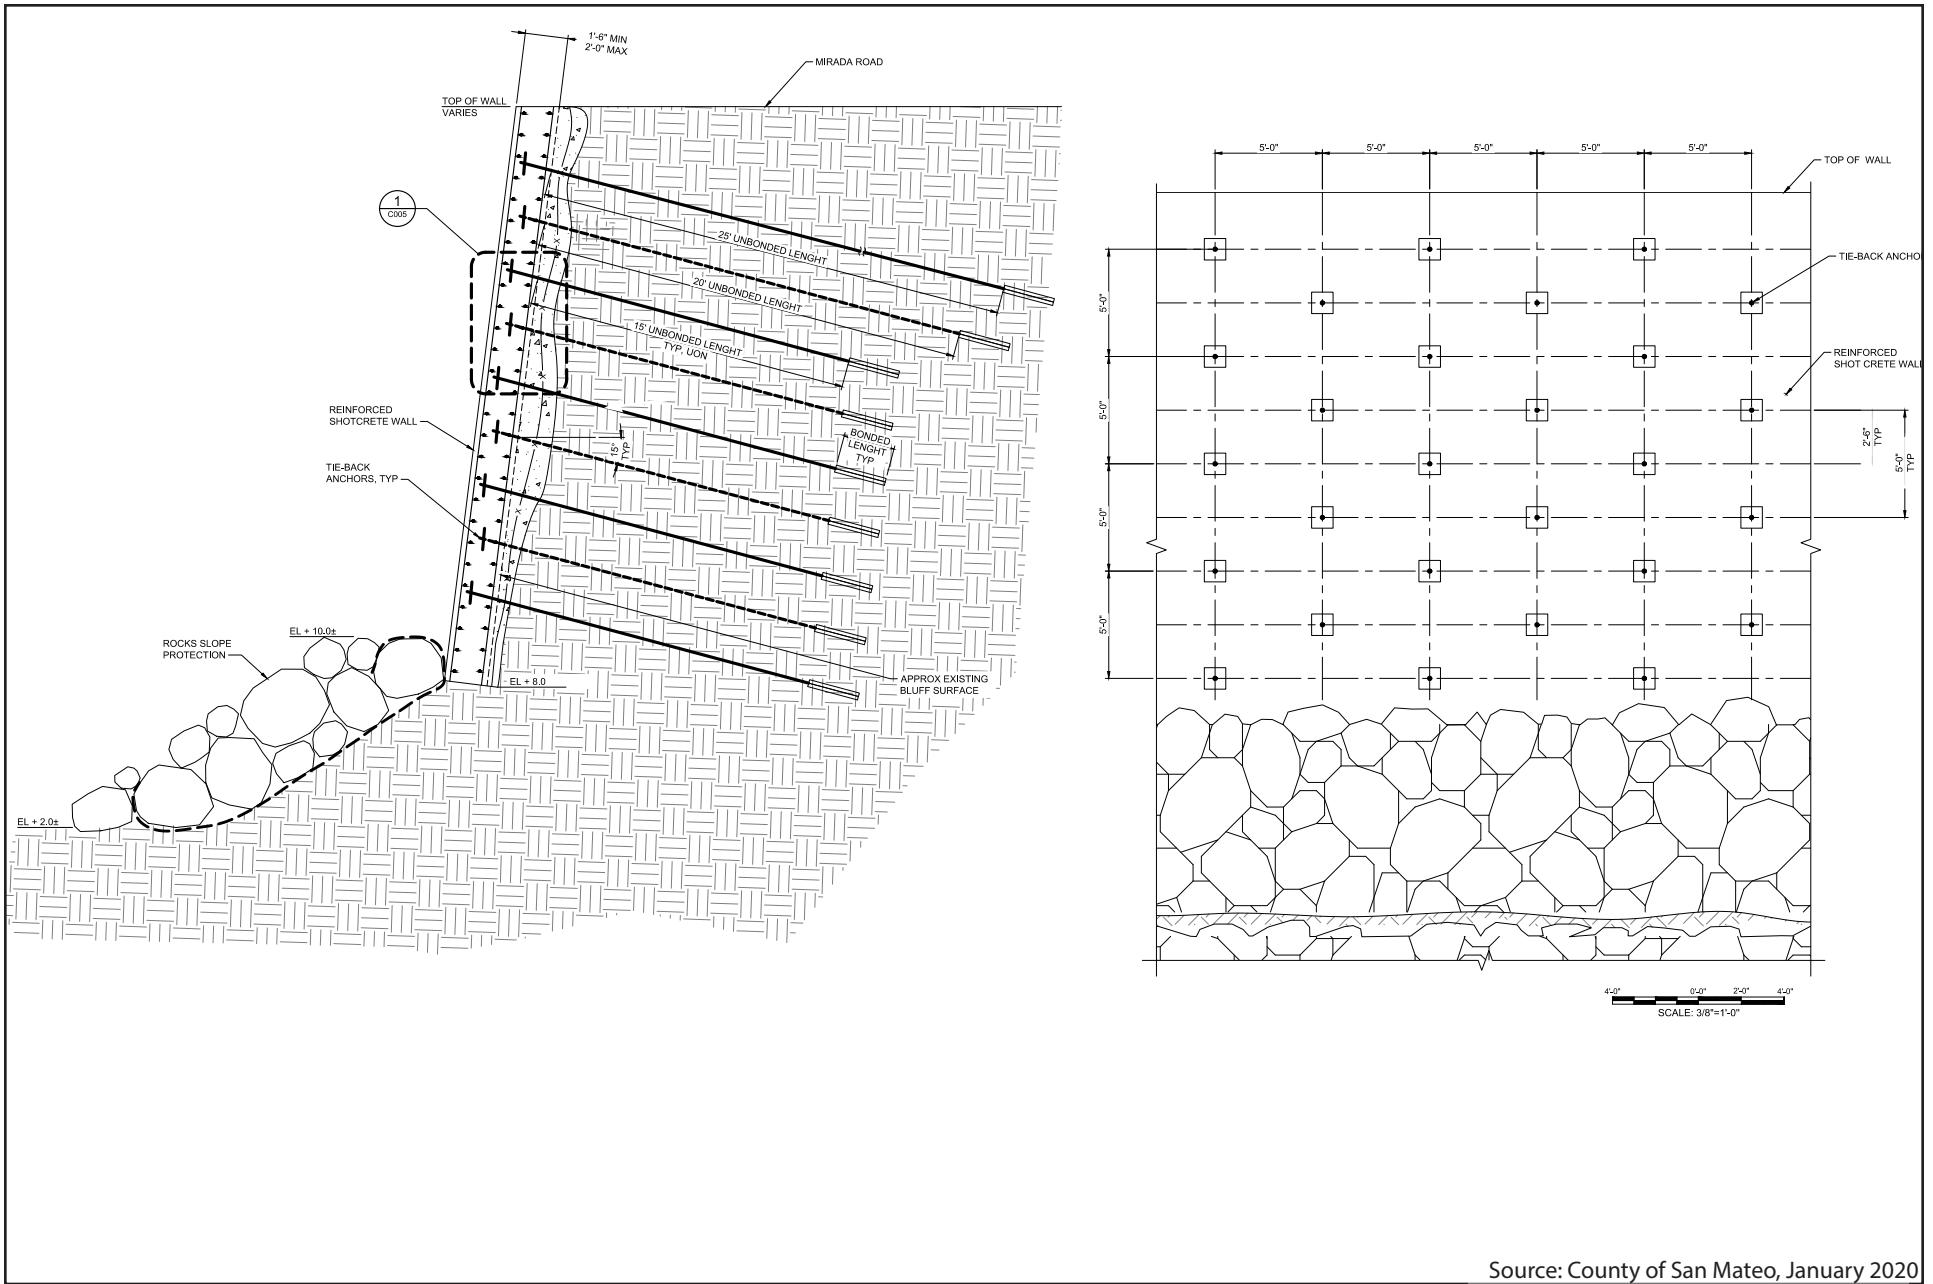 1'-6" MIN
2'-0" MAX
MIRADA ROAD
TOP OF WALL
VARIES
1
C005
25' UNBONDED LENGHT
20' UNBONDED LENGHT
15' UNBONDED LENGHT
TYP, UON
REINFORCED
SHOTCRETE WALL
BONDED
LENGHT
TYP
15°
TYP
TIE-BACK
ANCHORS, TYP
EL + 10.0±
ROCKS SLOPE
PROTECTION
EL + 8.0
APPROX EXISTING
BLUFF SURFACE
EL + 2.0±
5'-0"
5'-0"
5'-0"
5'-0"
5'-0"
TOP OF WALL
TIE-BACK ANCHO
REINFORCED
SHOT CRETE WALL
5'-0"
5'-0"
5'-0"
5'-0"
2'-6"
TYP
5'-0"
TYP
4'-0" 0'-0" 2'-0" 4'-0"
SCALE: 3/8"=1'-0"
Source: County of San Mateo, January 2020